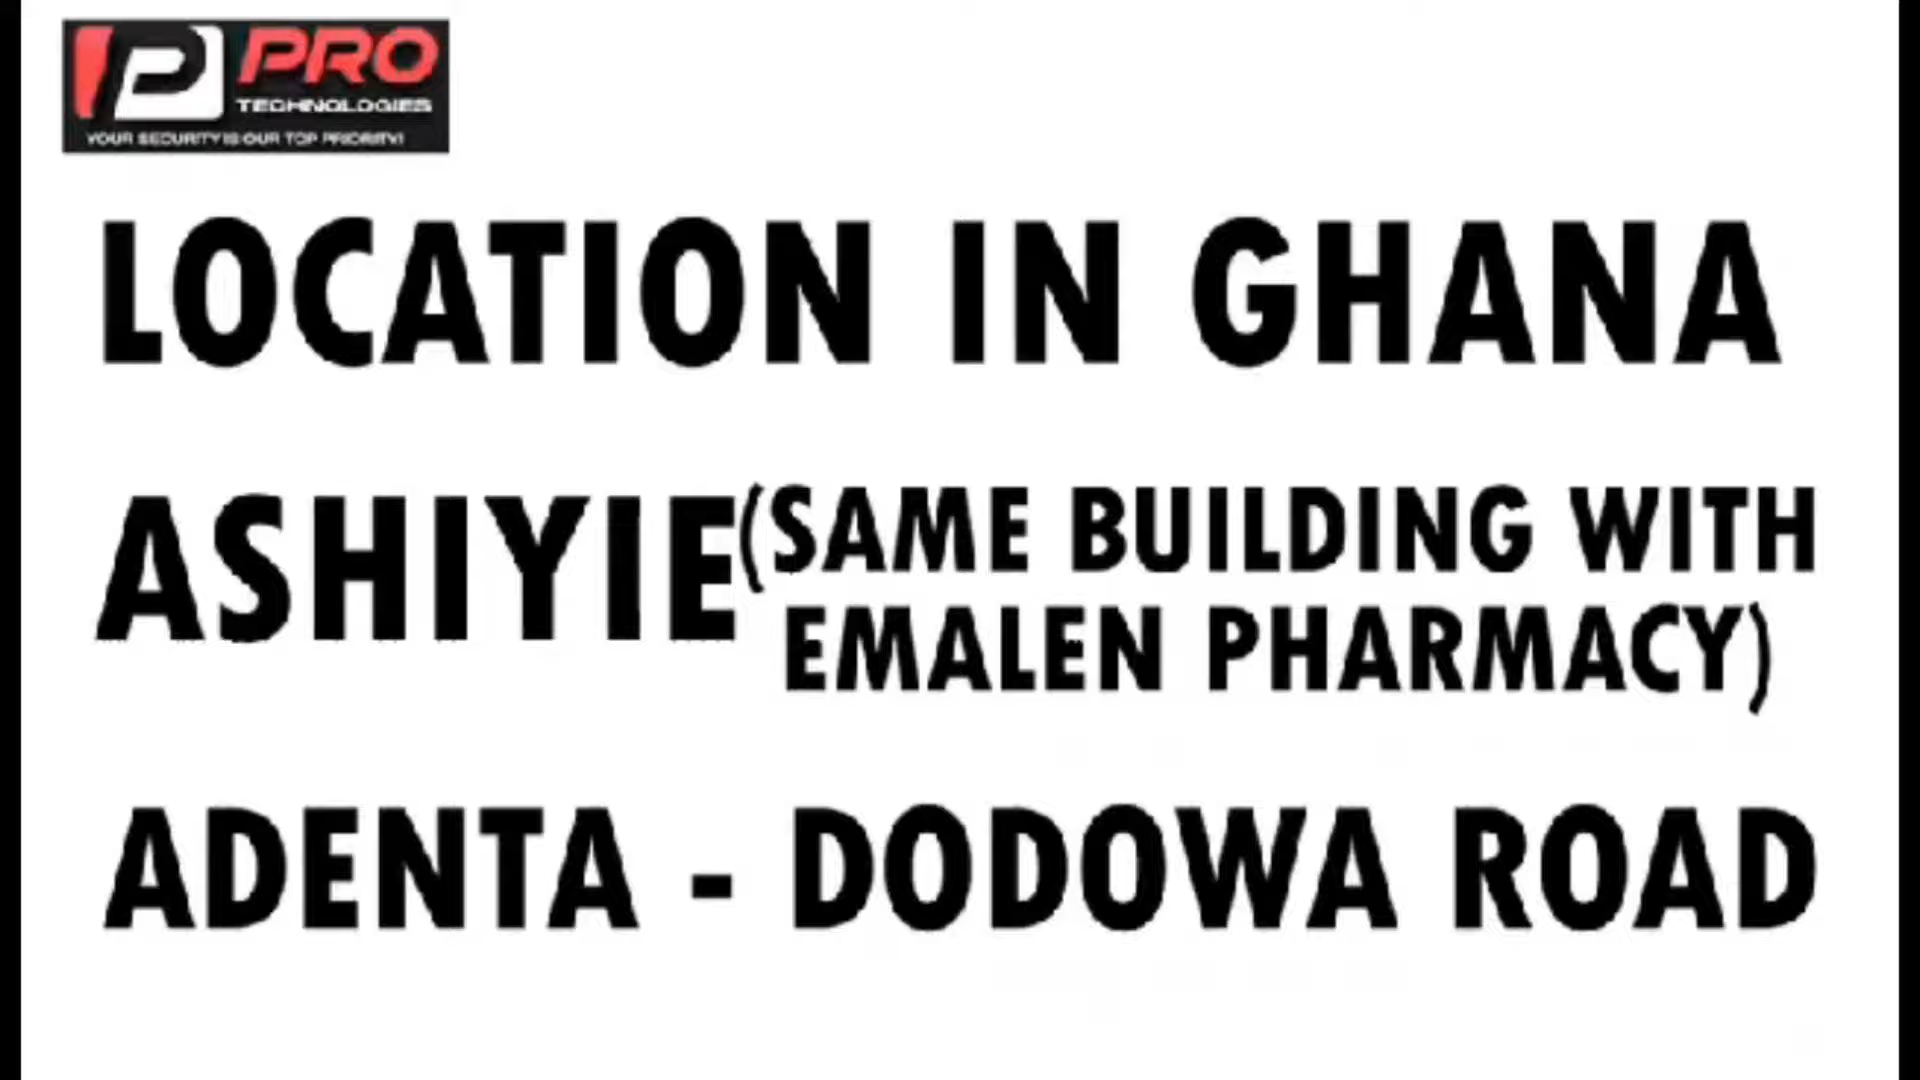 PRO
TECHNOLOGIES
YOUR SECURITY IS OUR TOP PRIORITY!
LOCATION IN GHANA
ASHIYIE (SAME BUILDING WITH
EMALEN PHARMACY)
ADENTA - DODOWA ROAD